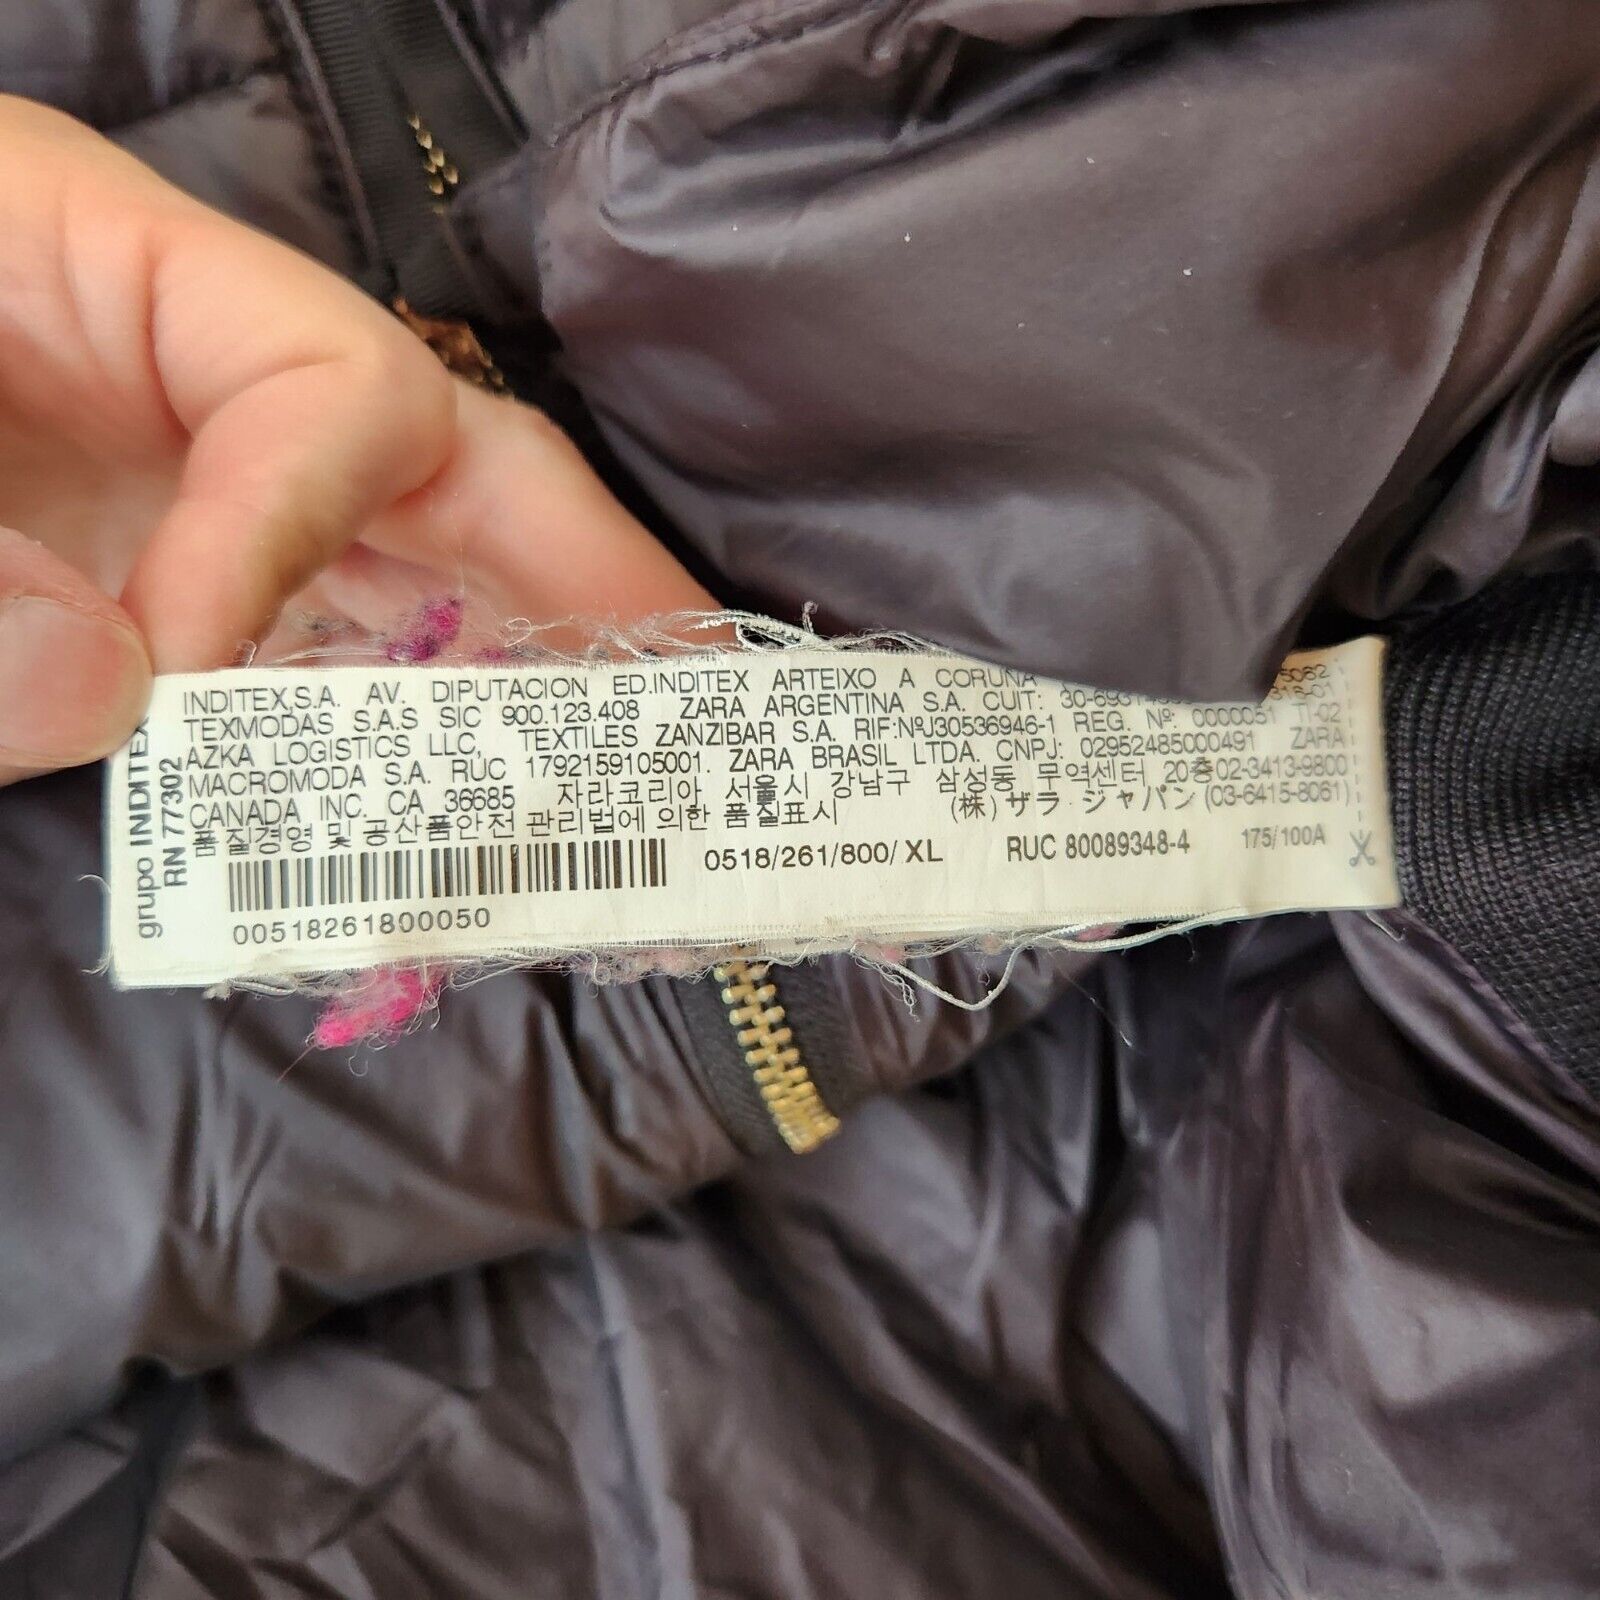 grupo INDITEX
RN 77302
INDITEX,S.A. AV. DIPUTACION ED.INDITEX ARTEIXO A CORUNA
TEXMODAS S.A.S SIC 900.123.408 ZARA ARGENTINA S.A. CUIT:
AZKA LOGISTICS LLC, TEXTILES ZANZIBAR S.A. RIF:NºJ30536946-1 REG. Nº: 0000051 TI-02
MACROMODA S.A. RUC 1792159105001. ZARA BRASIL LTDA. CNPJ: 02952485000491 ZARA
CANADA INC. CA 36685 자라코리아 서울시 강남구 삼성동 무역센터 20층02-3413-9800
품질경영 및 공산품안전 관리법에 의한 품질표시 (株) ザラ・ジャパン (03-6415-8061)
0518/261/800/ XL RUC 80089348-4 175/100A
00518261800050